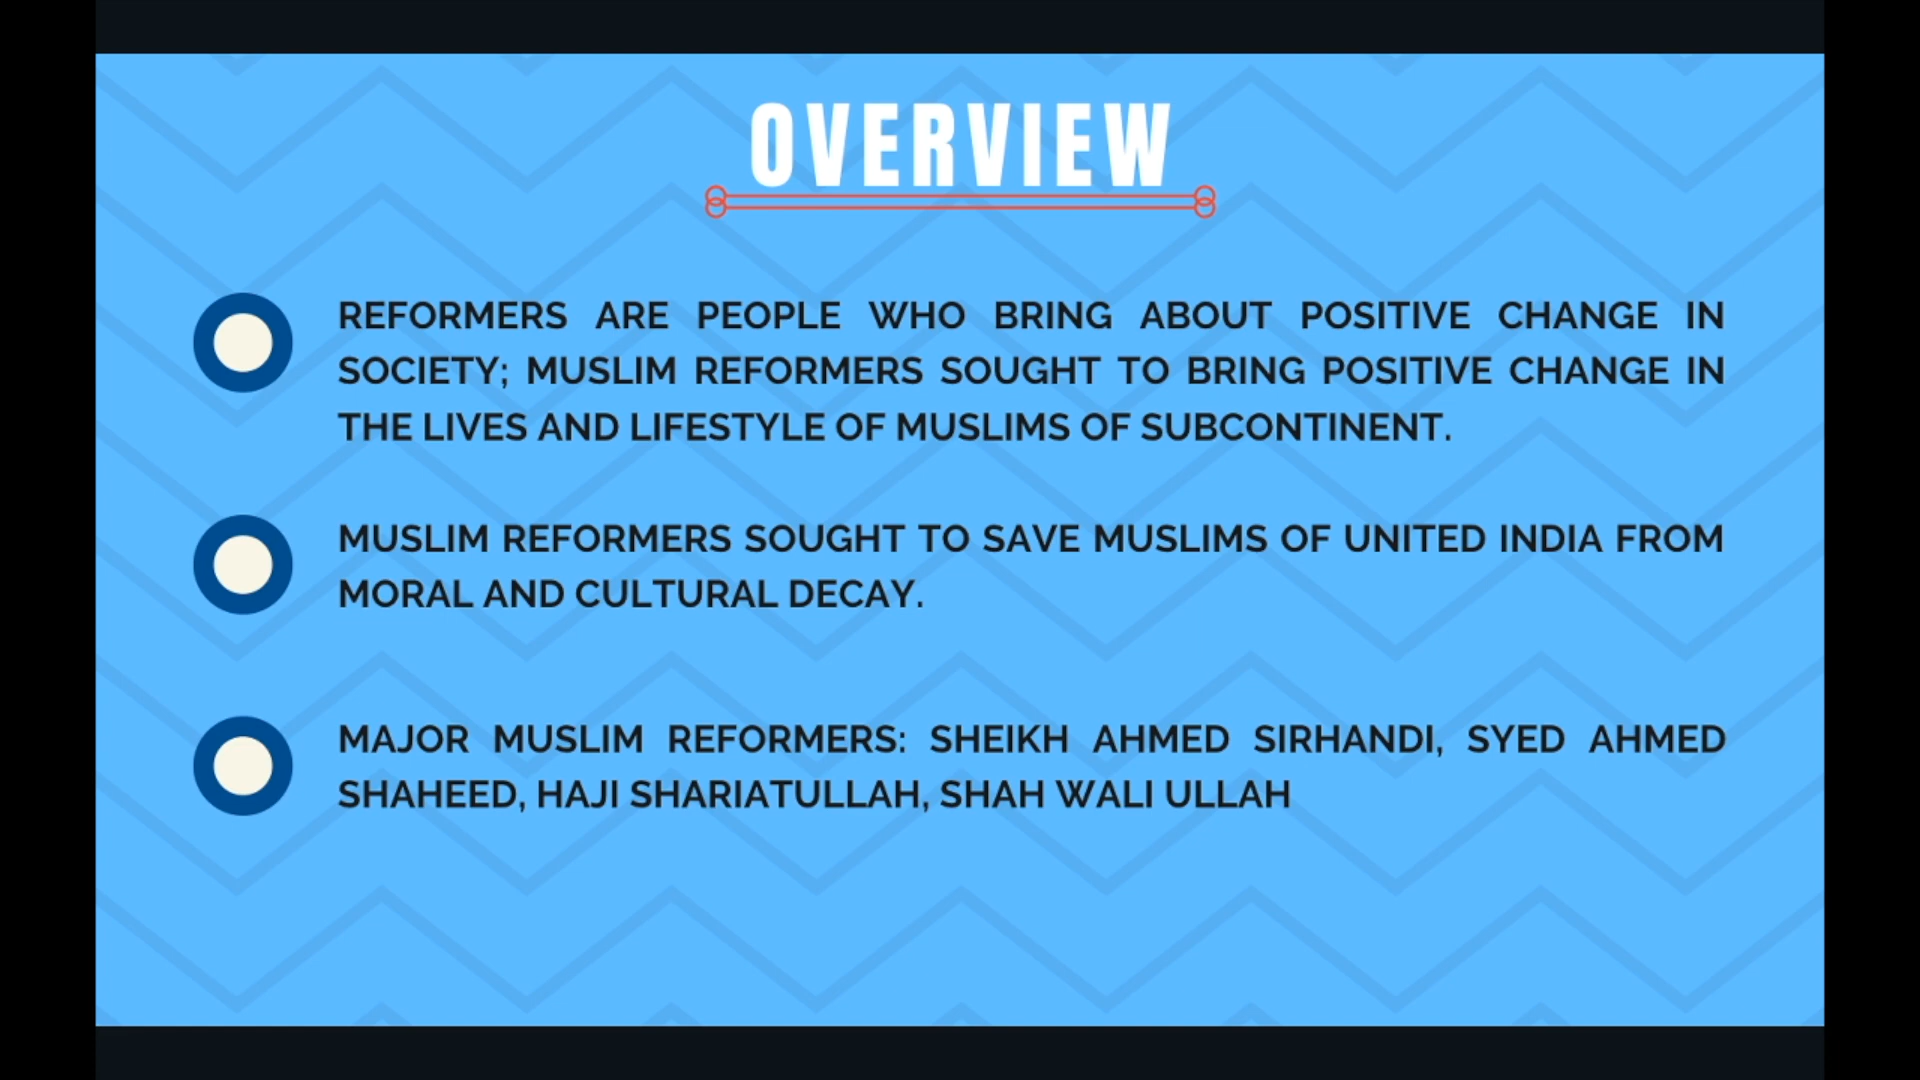 OVERVIEW
REFORMERS ARE PEOPLE WHO BRING ABOUT POSITIVE CHANGE IN
SOCIETY; MUSLIM REFORMERS SOUGHT TO BRING POSITIVE CHANGE IN
THE LIVES AND LIFESTYLE OF MUSLIMS OF SUBCONTINENT.
MUSLIM REFORMERS SOUGHT TO SAVE MUSLIMS OF UNITED INDIA FROM
MORAL AND CULTURAL DECAY.
MAJOR MUSLIM REFORMERS: SHEIKH AHMED SIRHANDI, SYED AHMED
SHAHEED, HAJI SHARIATULLAH, SHAH WALI ULLAH